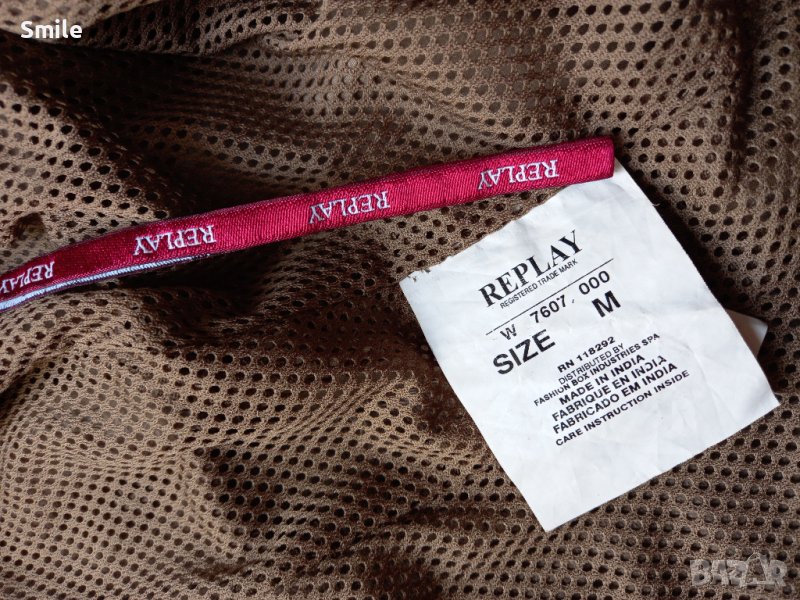 Smile
REPLAY
REPLAY
REPLAY
REPLAY
REPLAY
REGISTERED TRADE MARK
W 7607 . 000
SIZE M
RN 118292
DISTRIBUTED BY
FASHION BOX INDUSTRIES SPA
MADE IN INDIA
FABRIQUE EN INDIA
FABRICADO EM INDIA
CARE INSTRUCTION INSIDE
BAZAR